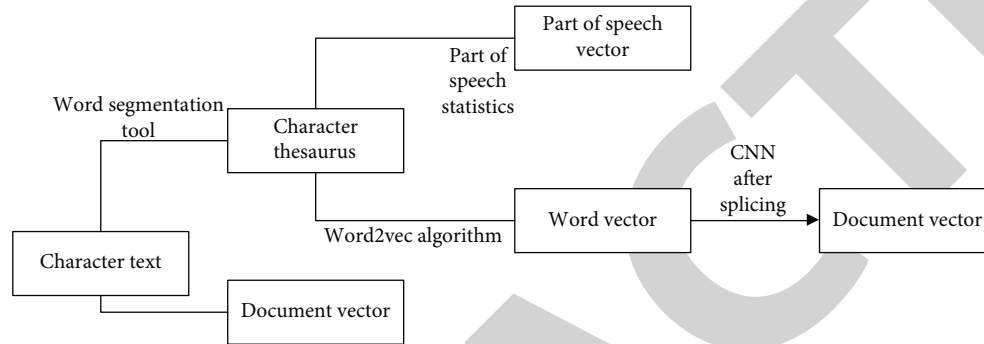 Part of speech
vector
Part of
speech
statistics
Word segmentation
tool
Character
thesaurus
CNN
after
splicing
Word vector
Document vector
Word2vec algorithm
Character text
Document vector